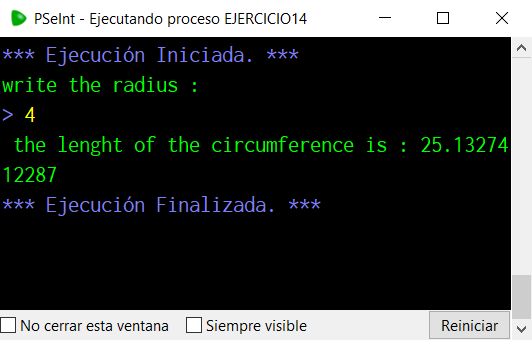 PSeInt - Ejecutando proceso EJERCICIO14
*** Ejecución Iniciada. ***
write the radius :
> 4
 the lenght of the circumference is : 25.13274
12287
*** Ejecución Finalizada. ***
No cerrar esta ventana
Siempre visible
Reiniciar